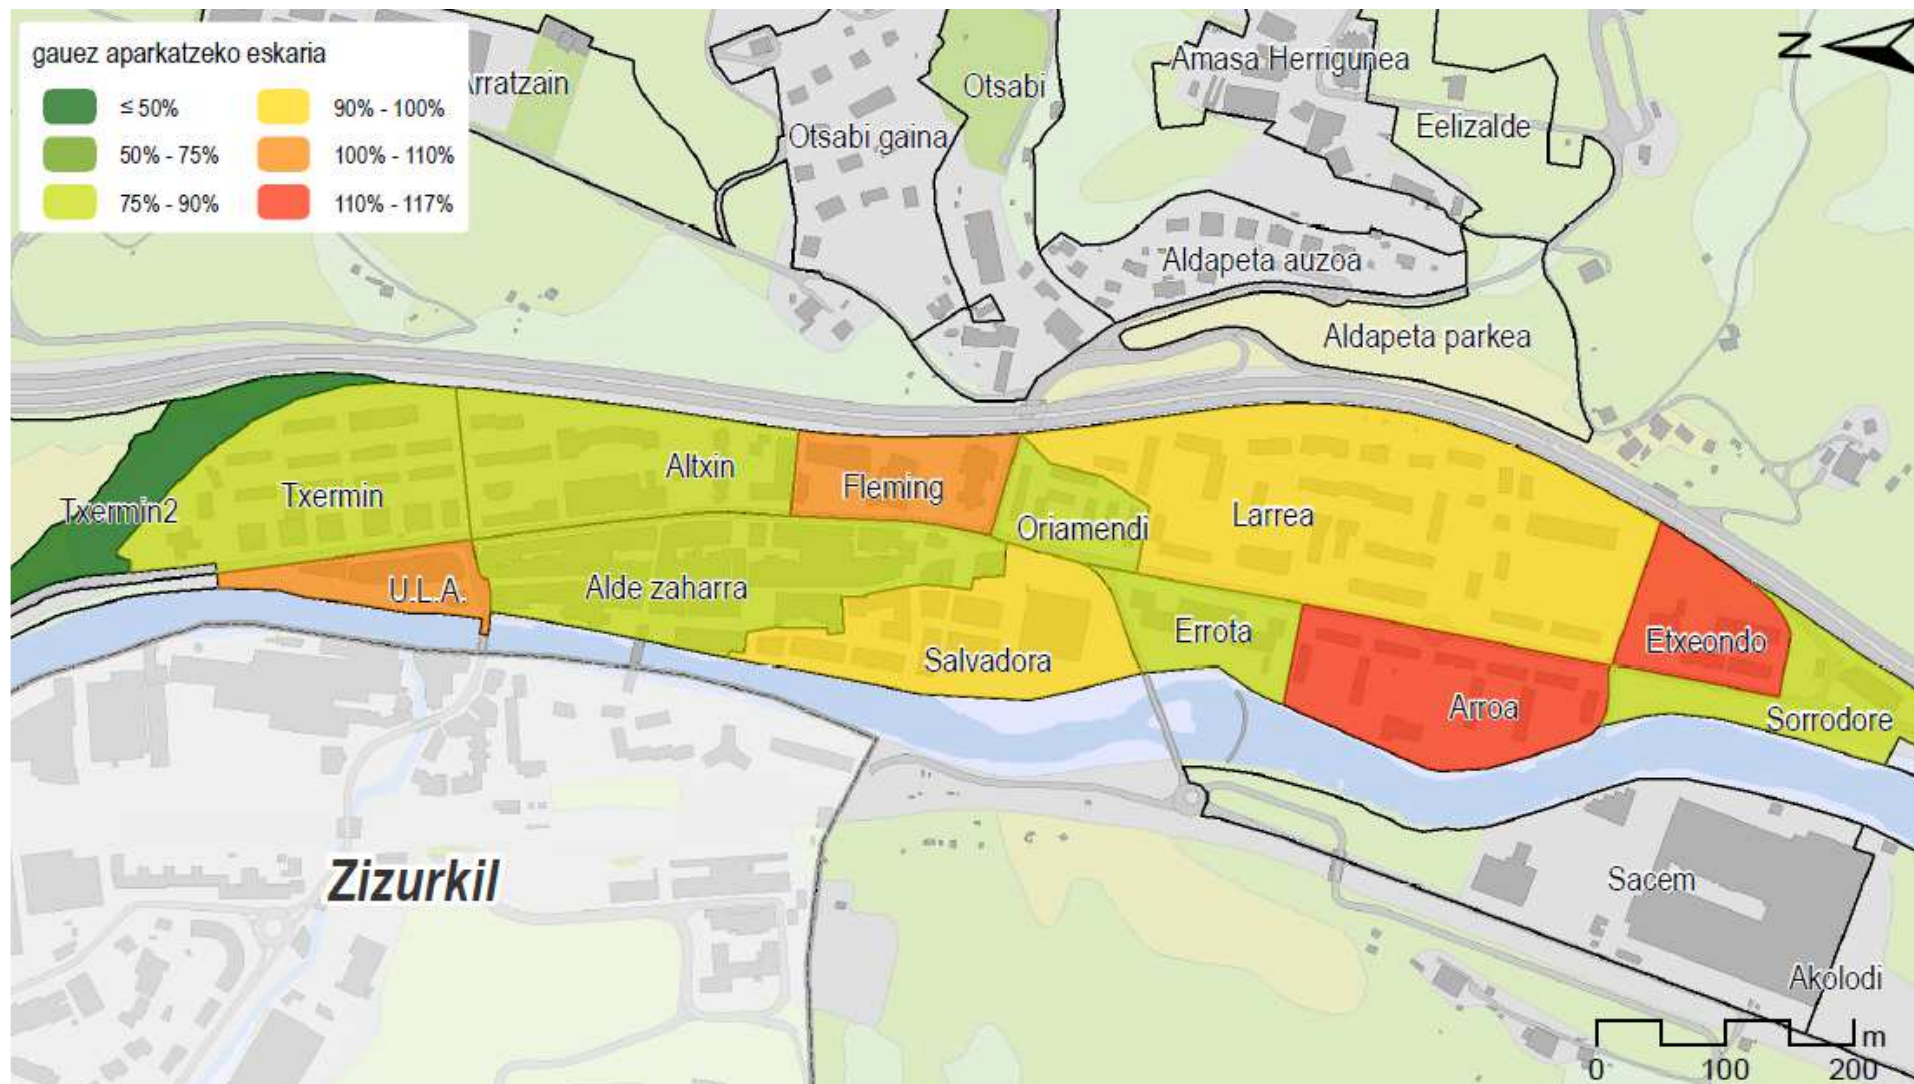 gauez aparkatzeko eskaria
≤ 50%
90% - 100%
50% - 75%
100% - 110%
75% - 90%
110% - 117%
N
Arratzain
Otsabi
Amasa Herrigunea
Otsabi gaina
Eelizalde
Aldapeta auzoa
Aldapeta parkea
Txermin2
Txermin
Altxin
Fleming
Oriamendi
Larrea
U.L.A.
Alde zaharra
Salvadora
Errota
Etxeondo
Arroa
Sorrodore
Zizurkil
Sacem
Akolodi
m
0 100 200